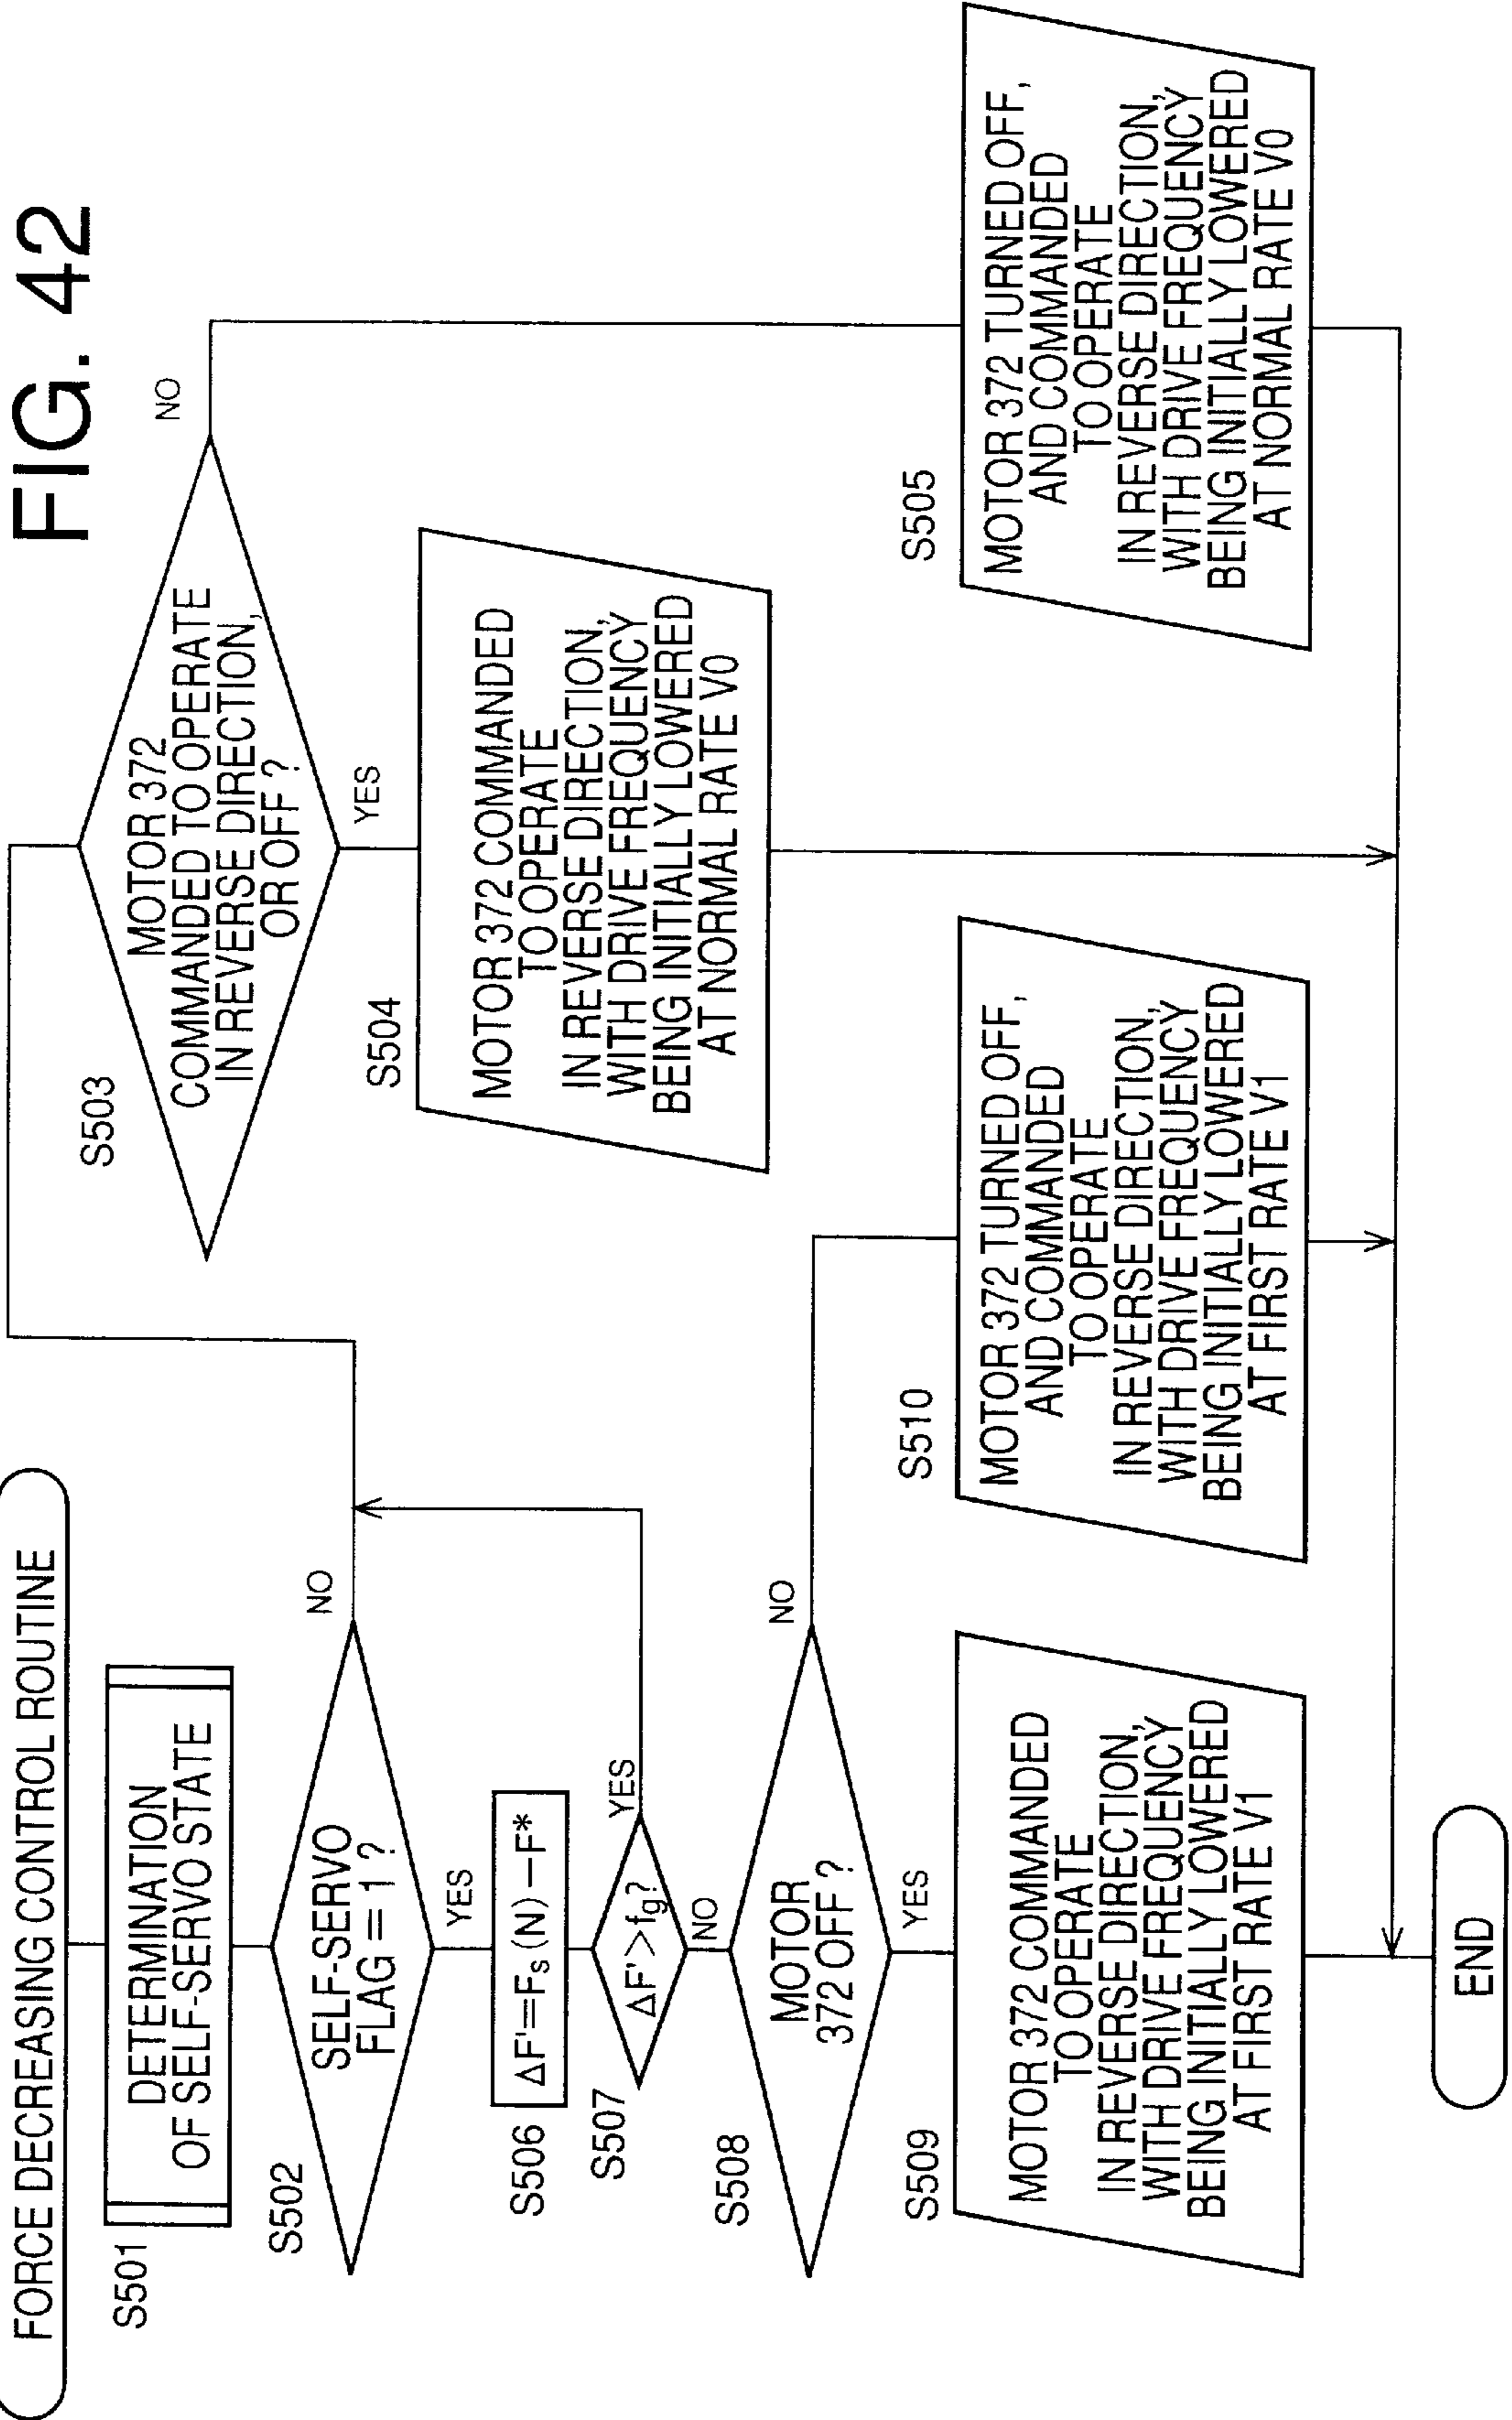 FIG. 42
FORCE DECREASING CONTROL ROUTINE
S501
DETERMINATION
OF SELF-SERVO STATE
S502
SELF-SERVO
FLAG = 1 ?
NO
YES
S503
MOTOR 372
COMMANDED TO OPERATE
IN REVERSE DIRECTION,
OR OFF ?
NO
YES
S504
MOTOR 372 COMMANDED
TO OPERATE
IN REVERSE DIRECTION,
WITH DRIVE FREQUENCY
BEING INITIALLY LOWERED
AT NORMAL RATE V0
S505
MOTOR 372 TURNED OFF,
AND COMMANDED
TO OPERATE
IN REVERSE DIRECTION,
WITH DRIVE FREQUENCY
BEING INITIALLY LOWERED
AT NORMAL RATE V0
S506
ΔF'=Fs(N)−F*
S507
ΔF'>fg?
YES
NO
S508
MOTOR
372 OFF ?
NO
YES
S509
MOTOR 372 COMMANDED
TO OPERATE
IN REVERSE DIRECTION,
WITH DRIVE FREQUENCY
BEING INITIALLY LOWERED
AT FIRST RATE V1
S510
MOTOR 372 TURNED OFF,
AND COMMANDED
TO OPERATE
IN REVERSE DIRECTION,
WITH DRIVE FREQUENCY
BEING INITIALLY LOWERED
AT FIRST RATE V1
END